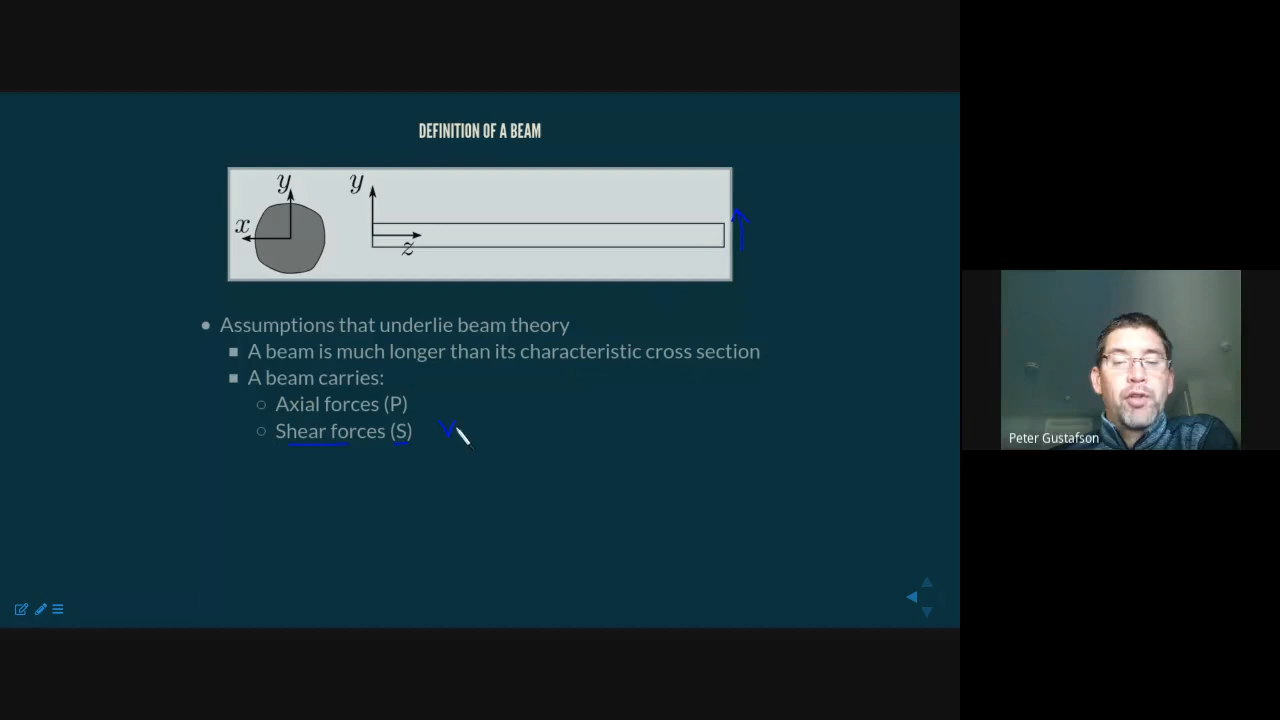 DEFINITION OF A BEAM
y
y
x
z
Assumptions that underlie beam theory
A beam is much longer than its characteristic cross section
A beam carries:
Axial forces (P)
Shear forces (S) V
Peter Gustafson